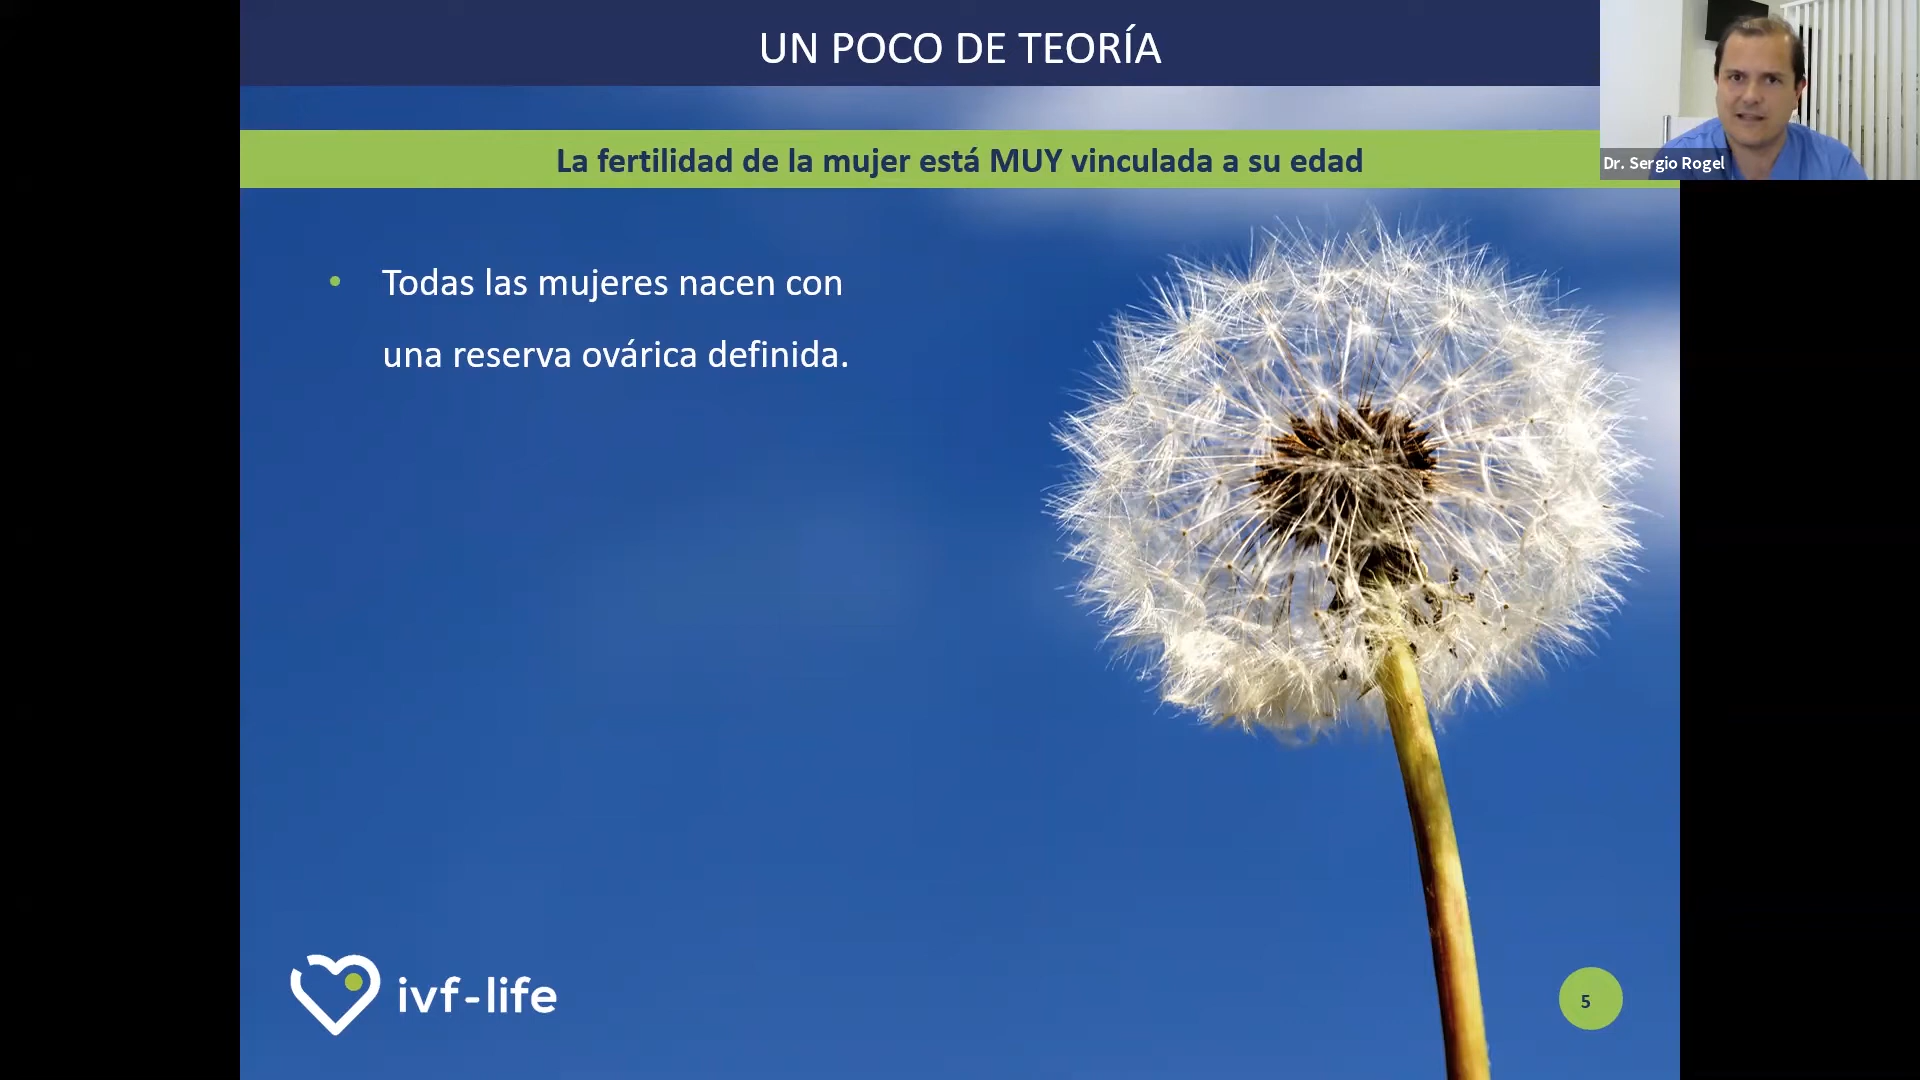 UN POCO DE TEORÍA
Dr. Sergio Rogel
La fertilidad de la mujer está MUY vinculada a su edad
• Todas las mujeres nacen con
una reserva ovárica definida.
ivf-life
5